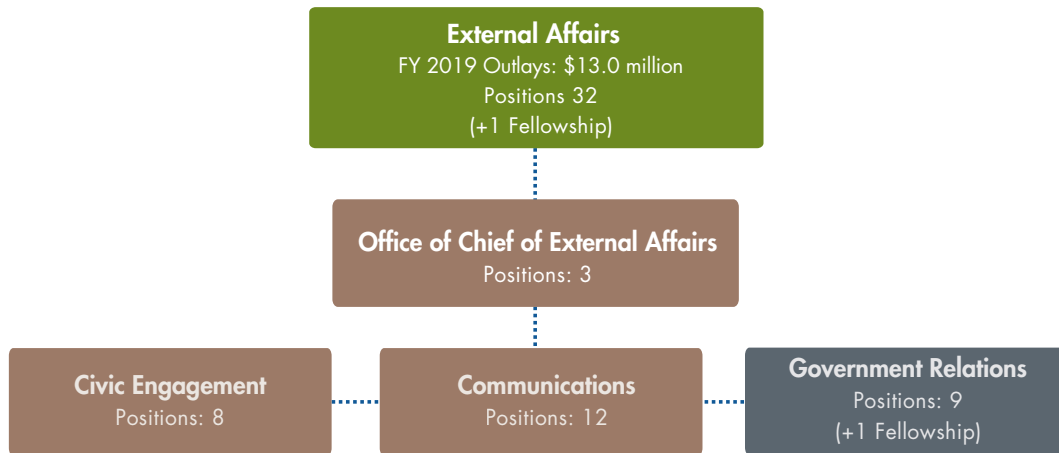 External Affairs
FY 2019 Outlays: $13.0 million
Positions 32
(+1 Fellowship)
Office of Chief of External Affairs
Positions: 3
Civic Engagement
Positions: 8
Communications
Positions: 12
Government Relations
Positions: 9
(+1 Fellowship)